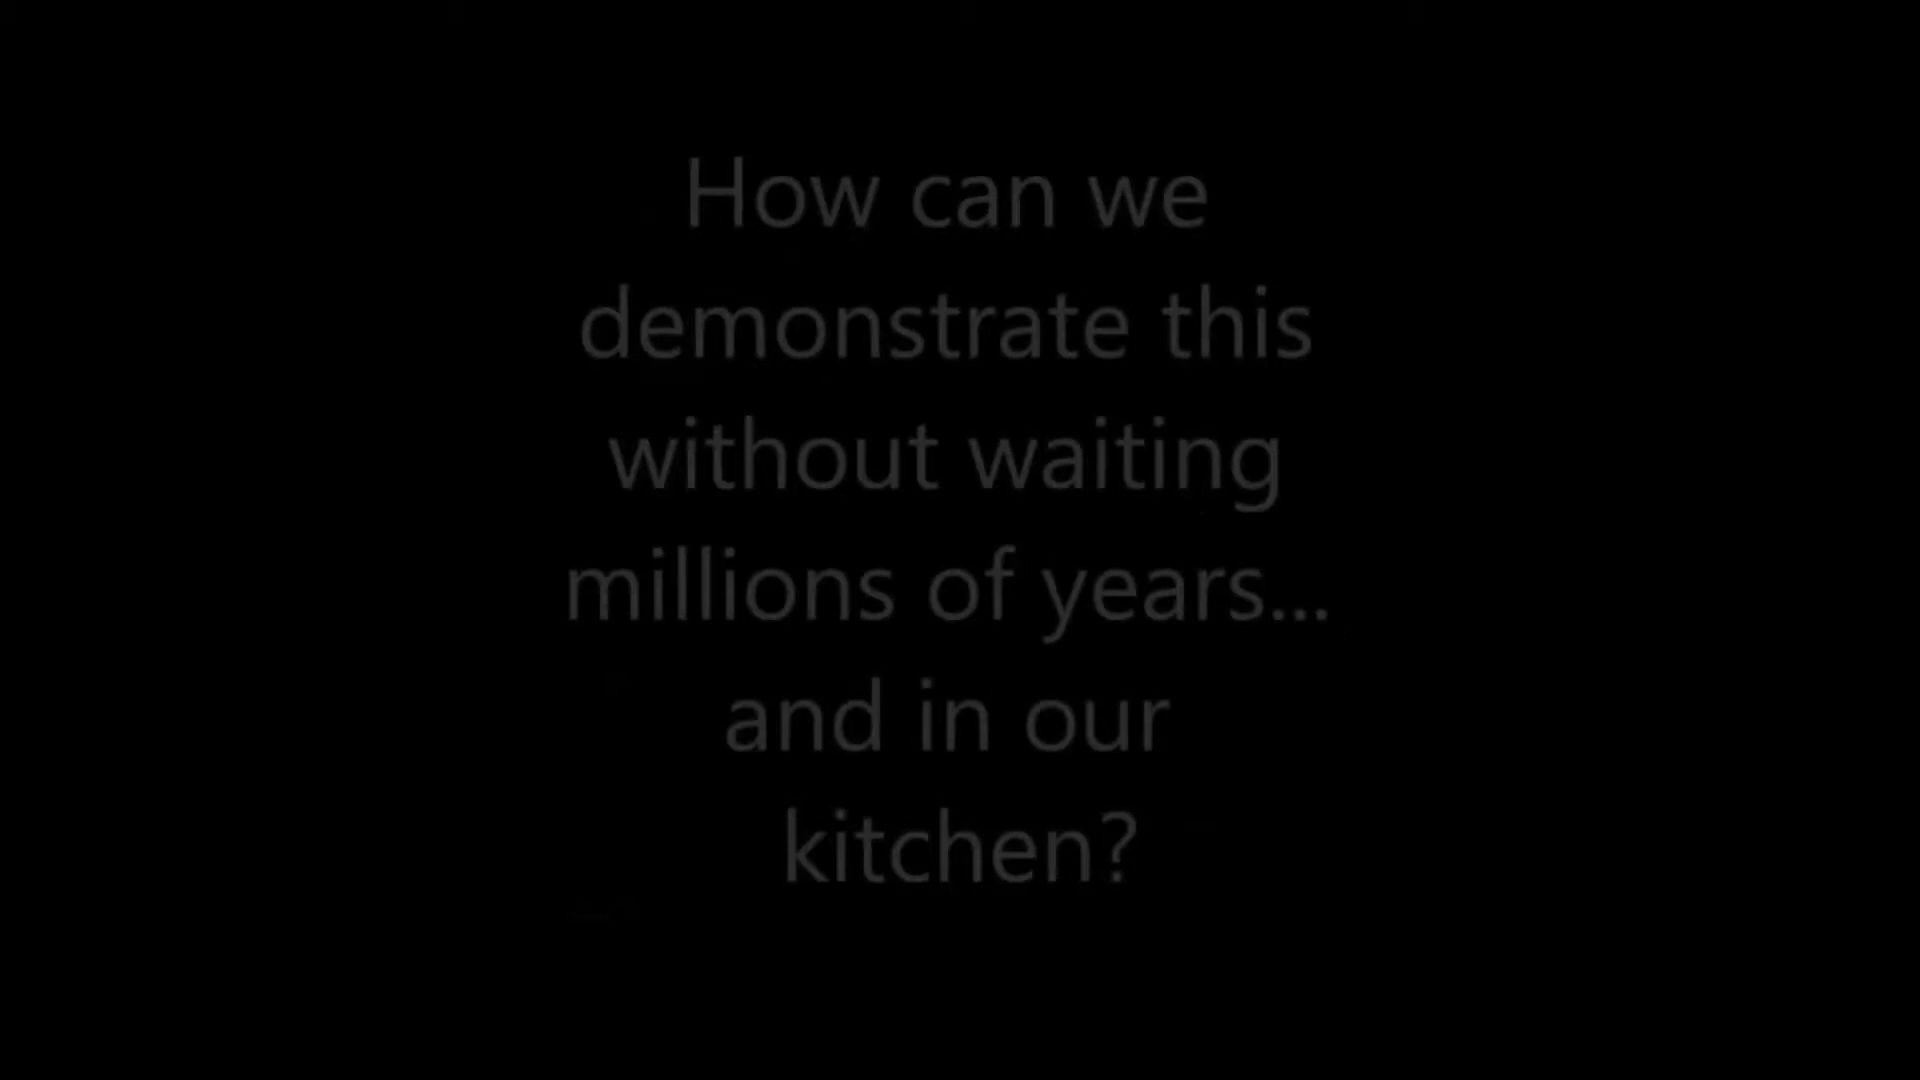 How can we
demonstrate this
without waiting
millions of years...
and in our
kitchen?